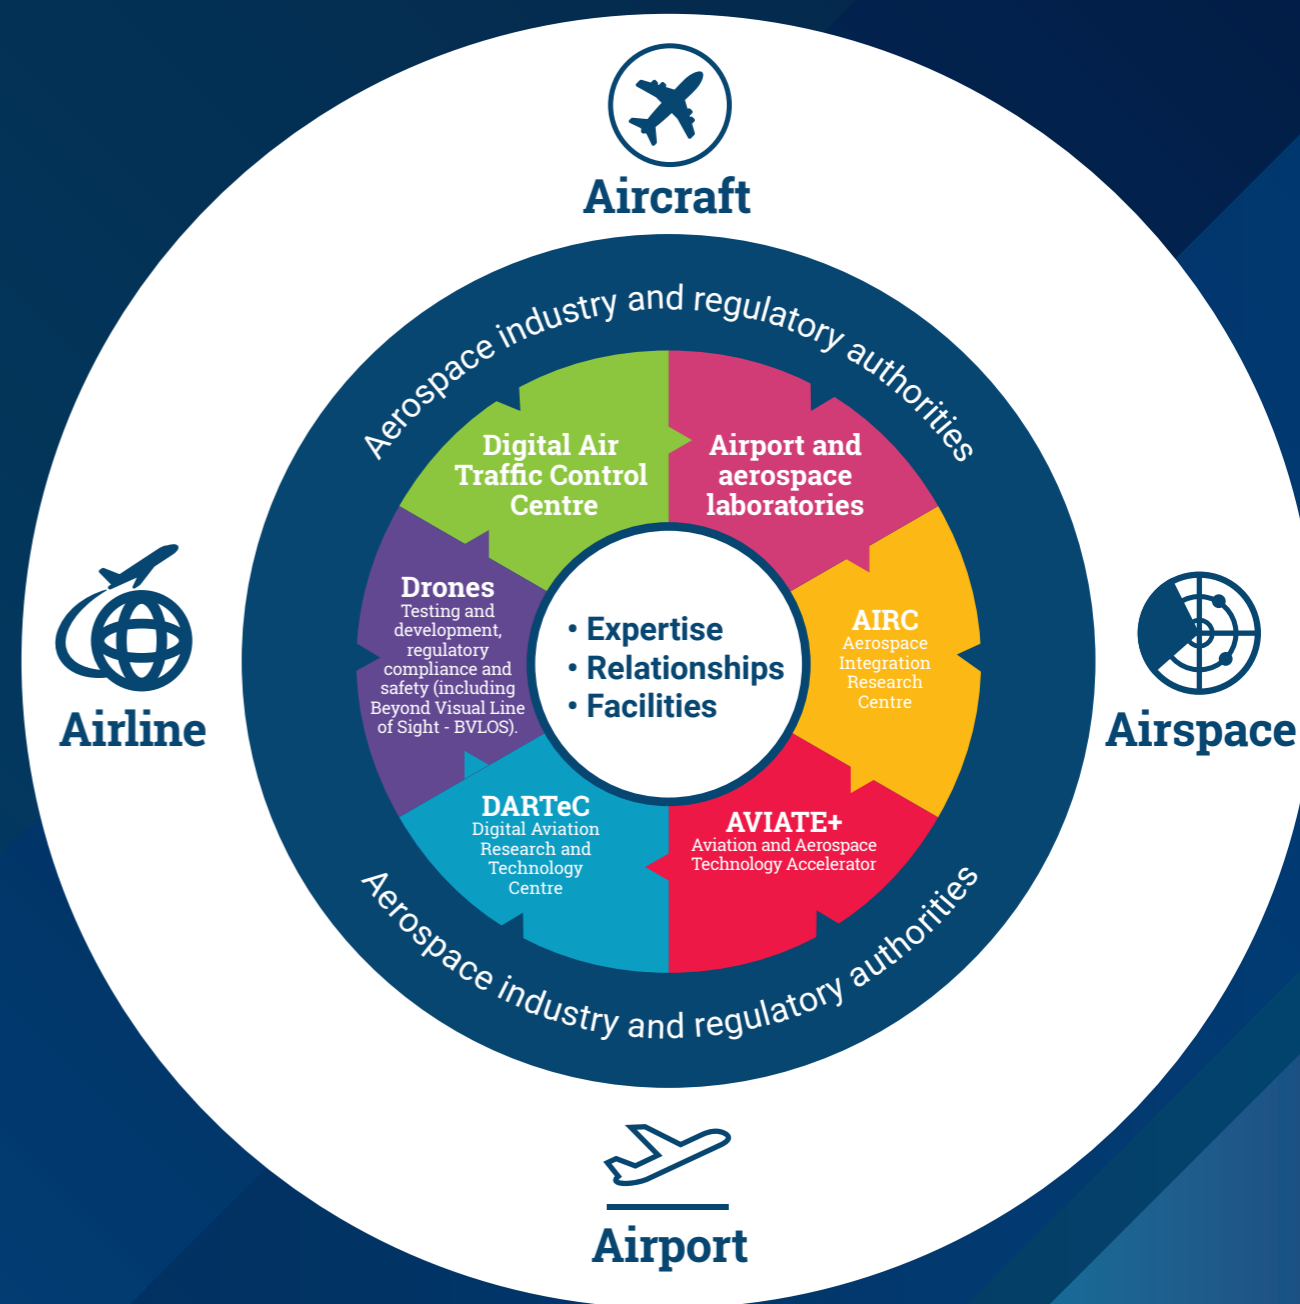 Aircraft
Aerospace industry and regulatory authorities
Digital Air
Traffic Control
Centre
Airport and
aerospace
laboratories
Drones
Testing and
development,
regulatory
compliance and
safety (including
Beyond Visual Line
of Sight - BVLOS).
• Expertise
• Relationships
• Facilities
AIRC
Aerospace
Integration
Research
Centre
Airline
Airspace
DARTeC
Digital Aviation
Research and
Technology
Centre
AVIATE+
Aviation and Aerospace
Technology Accelerator
Aerospace industry and regulatory authorities
Airport